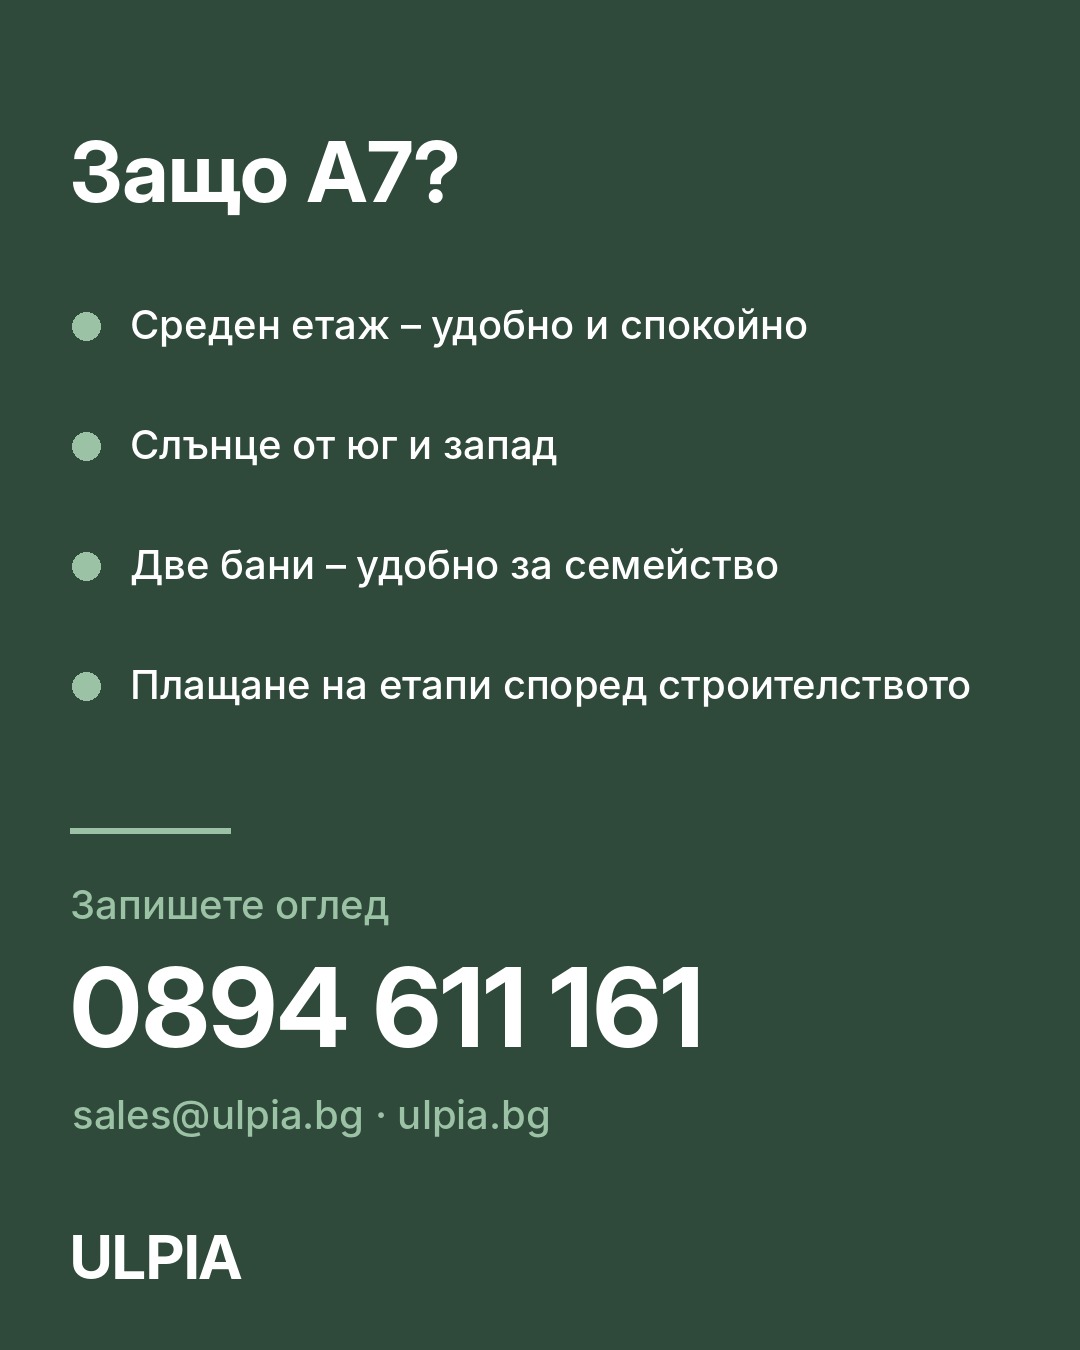 Защо А7?
Среден етаж – удобно и спокойно
Слънце от юг и запад
Две бани – удобно за семейство
Плащане на етапи според строителството
Запишете оглед
0894 611 161
sales@ulpia.bg · ulpia.bg
ULPIA